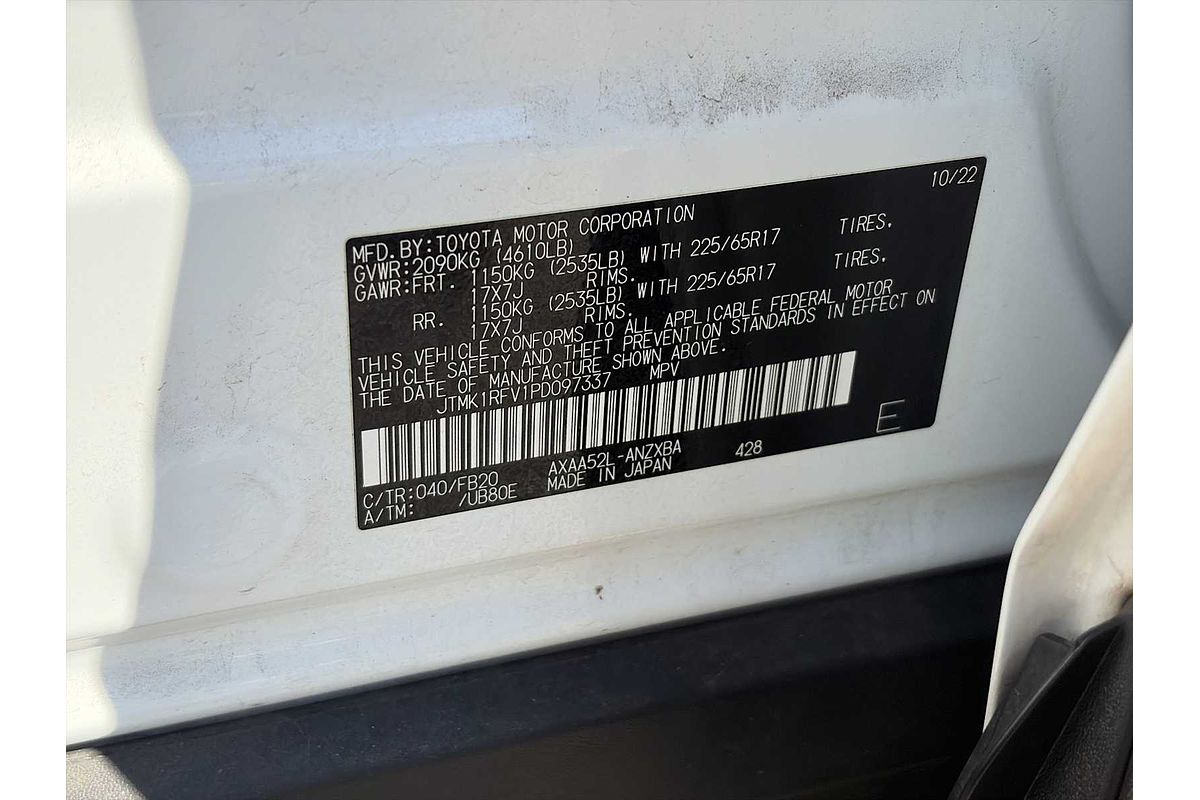 10/22
MFD. BY: TOYOTA MOTOR CORPORATION
GVWR: 2090KG (4610LB)
GAWR: FRT. 1150KG (2535LB) WITH 225/65R17 TIRES,
17X7J RIMS.
RR. 1150KG (2535LB) WITH 225/65R17 TIRES,
17X7J RIMS.
THIS VEHICLE CONFORMS TO ALL APPLICABLE FEDERAL MOTOR
VEHICLE SAFETY AND THEFT PREVENTION STANDARDS IN EFFECT ON
THE DATE OF MANUFACTURE SHOWN ABOVE.
JTMK1RFV1PD097337 MPV
E
C/TR: 040/FB20 AXAA52L-ANZXBA 428
A/TM: /UB80E MADE IN JAPAN